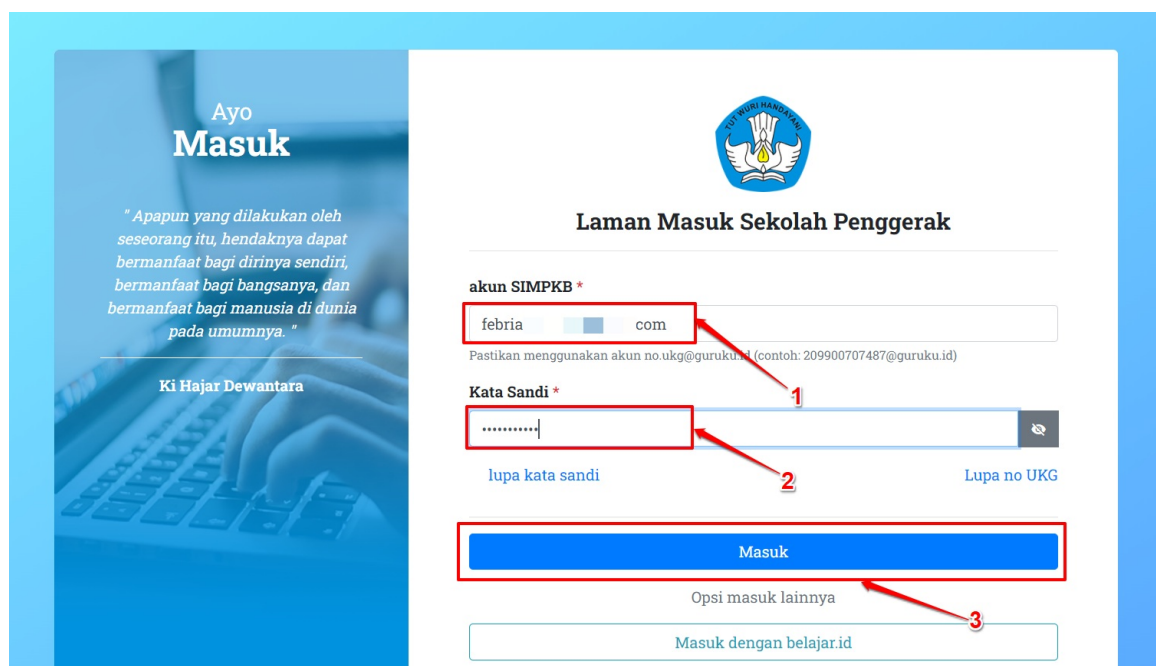 Ayo
Masuk
" Apapun yang dilakukan oleh
seseorang itu, hendaknya dapat
bermanfaat bagi dirinya sendiri,
bermanfaat bagi bangsanya, dan
bermanfaat bagi manusia di dunia
pada umumnya. "
Ki Hajar Dewantara
TUT WURI HANDAYANI
Laman Masuk Sekolah Penggerak
akun SIMPKB *
febria com
Pastikan menggunakan akun no.ukg@guruku.id (contoh: 209900707487@guruku.id)
1
Kata Sandi *
•••••••••••
lupa kata sandi
2
Lupa no UKG
Masuk
Opsi masuk lainnya
3
Masuk dengan belajar.id